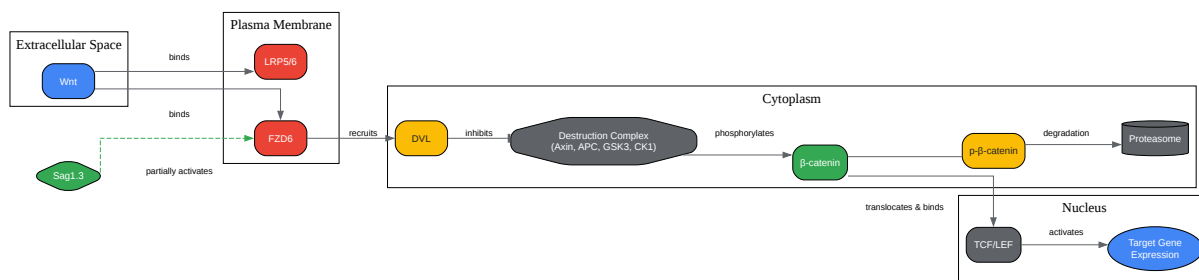 Plasma Membrane
Extracellular Space
LRP5/6
binds
Wnt
Cytoplasm
binds
FZD6
recruits
DVL
inhibits
Destruction Complex
(Axin, APC, GSK3, CK1)
phosphorylates
β-catenin
p-β-catenin
degradation
Proteasome
Sag1.3
partially activates
translocates & binds
Nucleus
TCF/LEF
activates
Target Gene
Expression